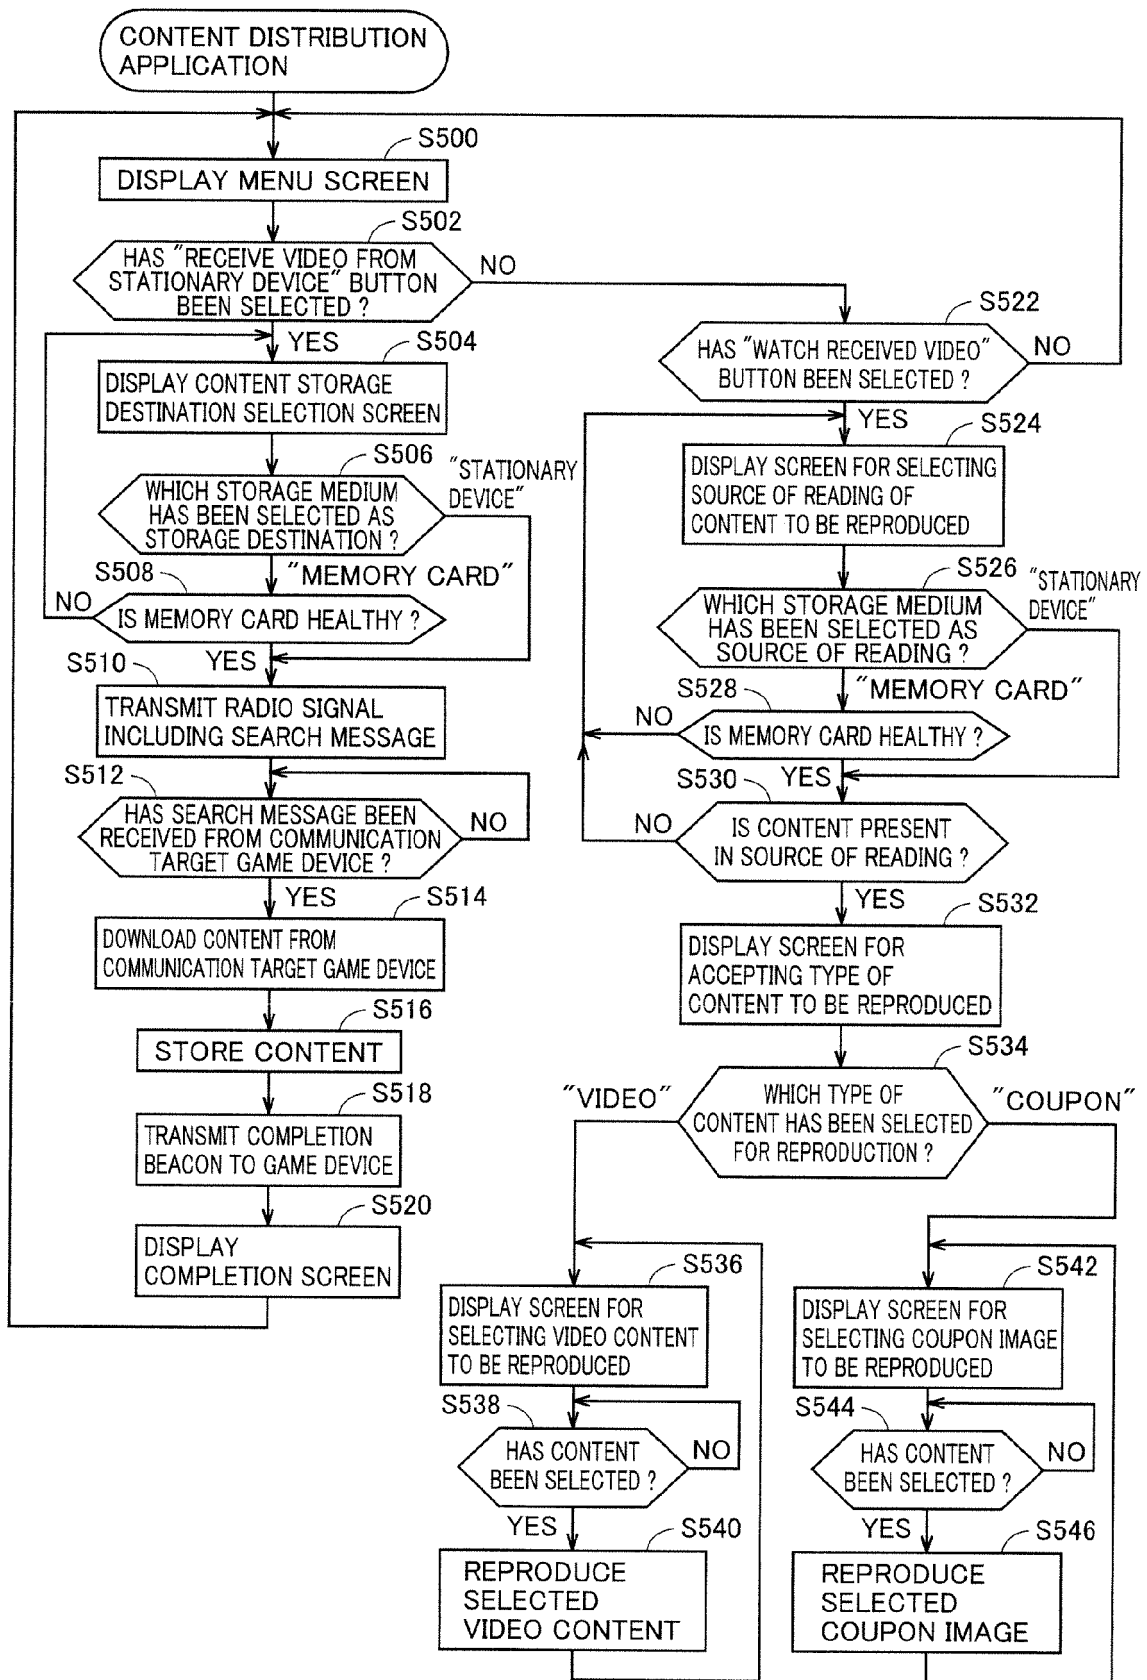 CONTENT DISTRIBUTION
APPLICATION
S500
DISPLAY MENU SCREEN
S502
HAS "RECEIVE VIDEO FROM
STATIONARY DEVICE" BUTTON
BEEN SELECTED ?
NO
YES
S504
DISPLAY CONTENT STORAGE
DESTINATION SELECTION SCREEN
S506
WHICH STORAGE MEDIUM
HAS BEEN SELECTED AS
STORAGE DESTINATION ?
"STATIONARY
DEVICE"
"MEMORY CARD"
S508
NO
IS MEMORY CARD HEALTHY ?
YES
S510
TRANSMIT RADIO SIGNAL
INCLUDING SEARCH MESSAGE
S512
HAS SEARCH MESSAGE BEEN
RECEIVED FROM COMMUNICATION
TARGET GAME DEVICE ?
NO
YES
S514
DOWNLOAD CONTENT FROM
COMMUNICATION TARGET GAME DEVICE
S516
STORE CONTENT
S518
TRANSMIT COMPLETION
BEACON TO GAME DEVICE
S520
DISPLAY
COMPLETION SCREEN
S522
HAS "WATCH RECEIVED VIDEO"
BUTTON BEEN SELECTED ?
NO
YES
S524
DISPLAY SCREEN FOR SELECTING
SOURCE OF READING OF
CONTENT TO BE REPRODUCED
S526
WHICH STORAGE MEDIUM
HAS BEEN SELECTED AS
SOURCE OF READING ?
"STATIONARY
DEVICE"
"MEMORY CARD"
S528
NO
IS MEMORY CARD HEALTHY ?
YES
S530
NO
IS CONTENT PRESENT
IN SOURCE OF READING ?
YES
S532
DISPLAY SCREEN FOR
ACCEPTING TYPE OF
CONTENT TO BE REPRODUCED
S534
"VIDEO"
WHICH TYPE OF
CONTENT HAS BEEN SELECTED
FOR REPRODUCTION ?
"COUPON"
S536
DISPLAY SCREEN FOR
SELECTING VIDEO CONTENT
TO BE REPRODUCED
S538
HAS CONTENT
BEEN SELECTED ?
NO
YES
S540
REPRODUCE
SELECTED
VIDEO CONTENT
S542
DISPLAY SCREEN FOR
SELECTING COUPON IMAGE
TO BE REPRODUCED
S544
HAS CONTENT
BEEN SELECTED ?
NO
YES
S546
REPRODUCE
SELECTED
COUPON IMAGE